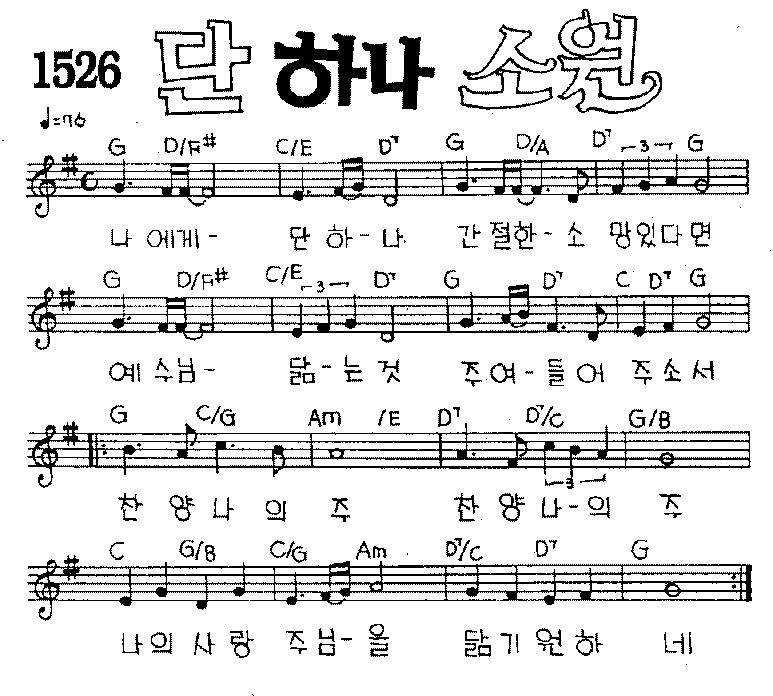 1526 단 하나 소원
♩=76
G D/F# C/E D7 G D/A D7 3 G
나 에게- 단 하-나 간 절한-소 망있다면
G D/F# C/E 3 D7 G D7 C D7 G
예 수님- 닮-는 것 주여-들어 주소서
G C/G Am /E D7 D7/C G/B
3
찬 양 나 의 주 찬 양 나-의 주
C G/B C/G Am D7/C D7 G
나의 사랑 주님-을 닮기원하 네